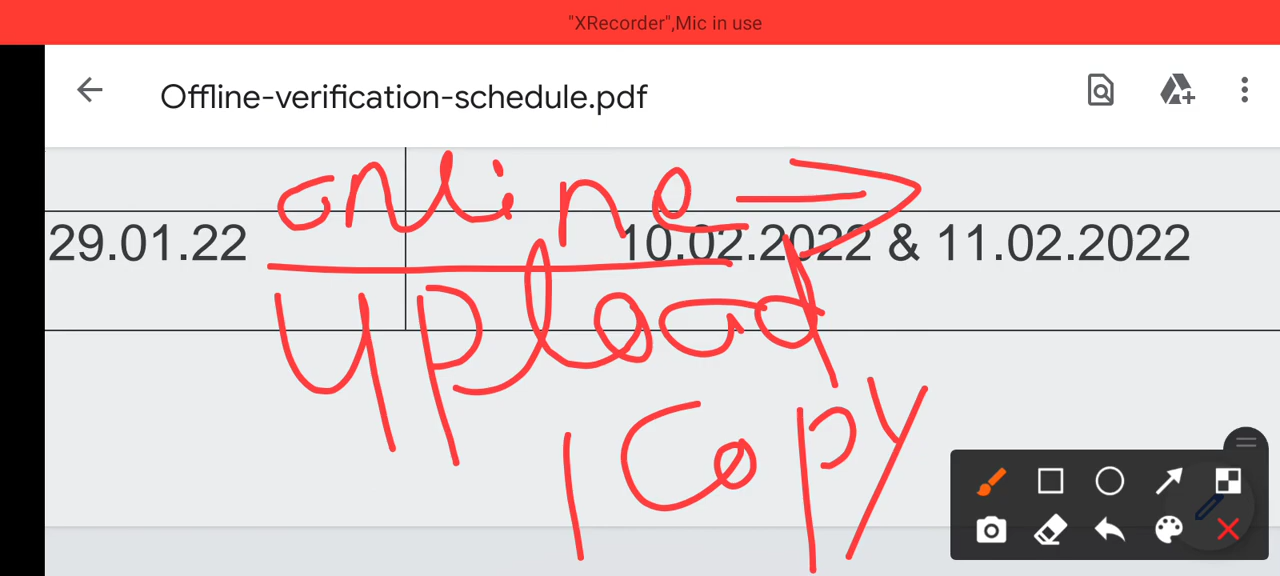 "XRecorder",Mic in use
Offline-verification-schedule.pdf
online
29.01.22 10.02.2022 & 11.02.2022
upload
1 Copy